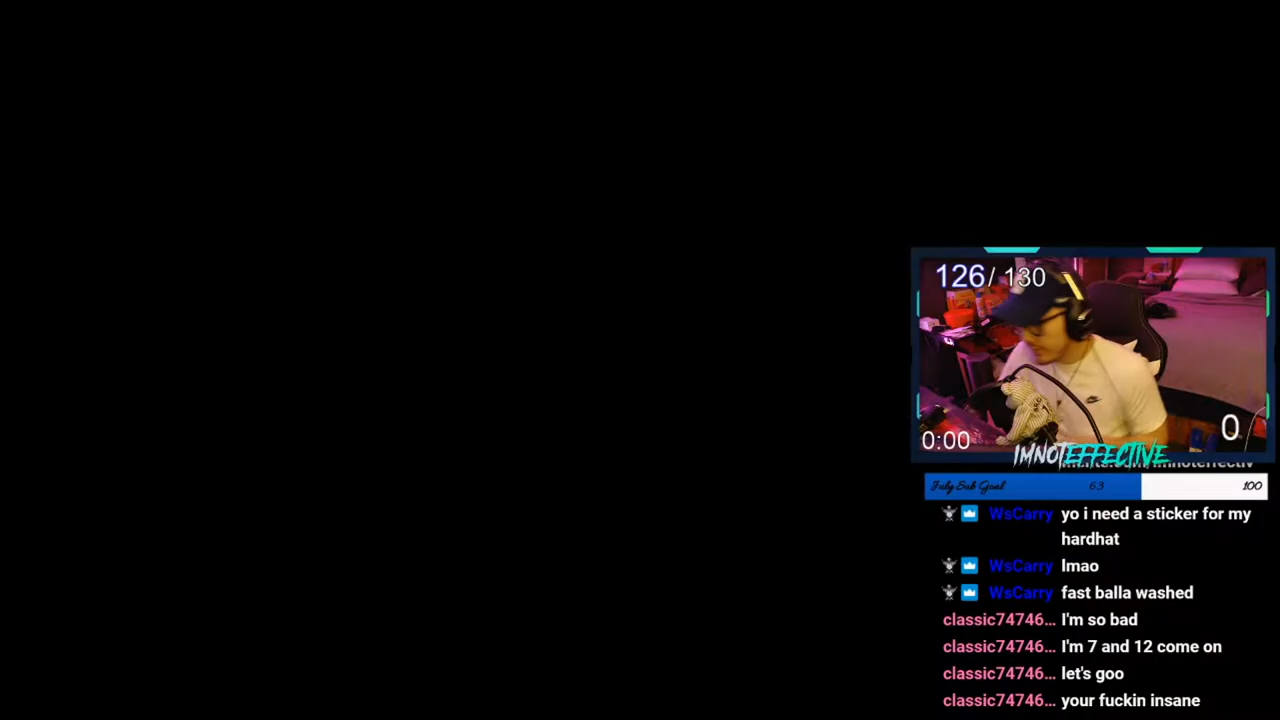 126/ 130
0:00
0
IMNOTEFFECTIVE
July Sub Goal 63 100
WsCarry yo i need a sticker for my
hardhat
WsCarry lmao
WsCarry fast balla washed
classic74746... I'm so bad
classic74746... I'm 7 and 12 come on
classic74746... let's goo
classic74746... your fuckin insane